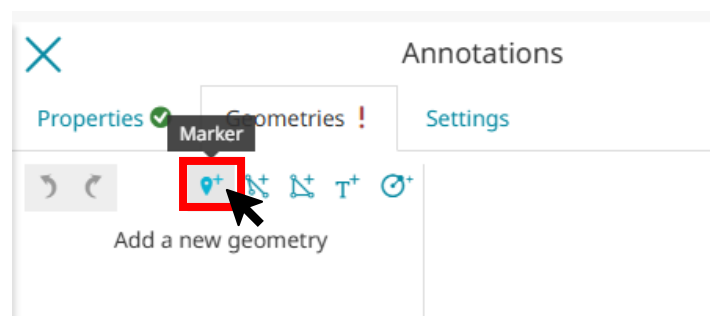 Annotations
Properties
Geometries !
Settings
Marker
T+
Add a new geometry